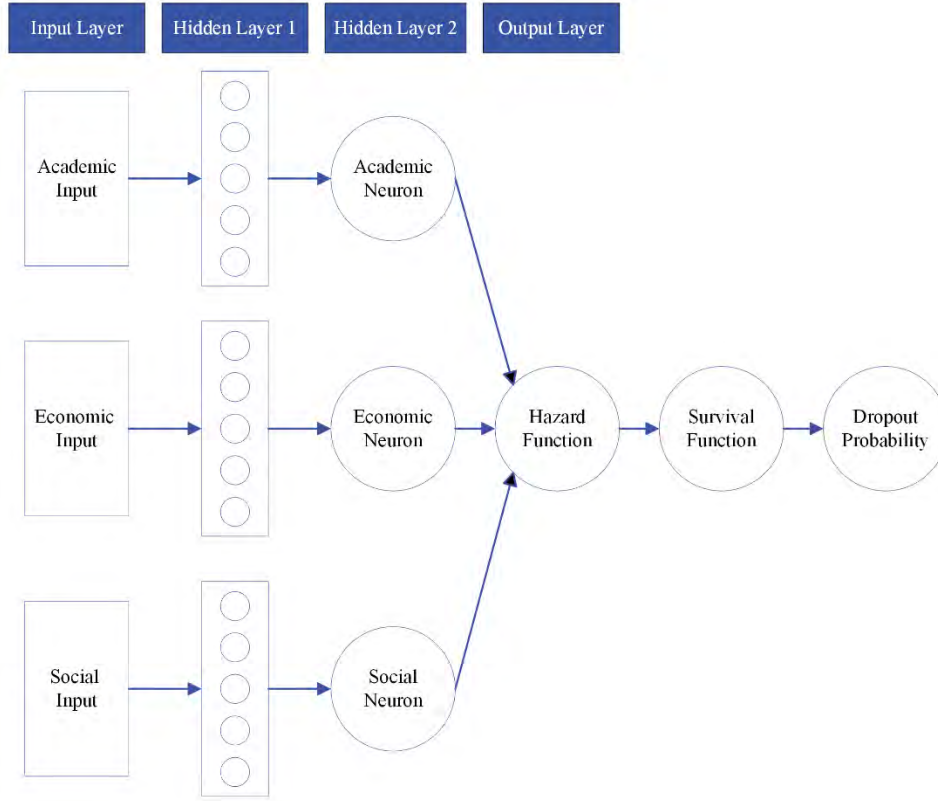 Input Layer
Hidden Layer 1
Hidden Layer 2
Output Layer
Academic
Input
Academic
Neuron
Economic
Input
Economic
Neuron
Hazard
Function
Survival
Function
Dropout
Probability
Social
Input
Social
Neuron